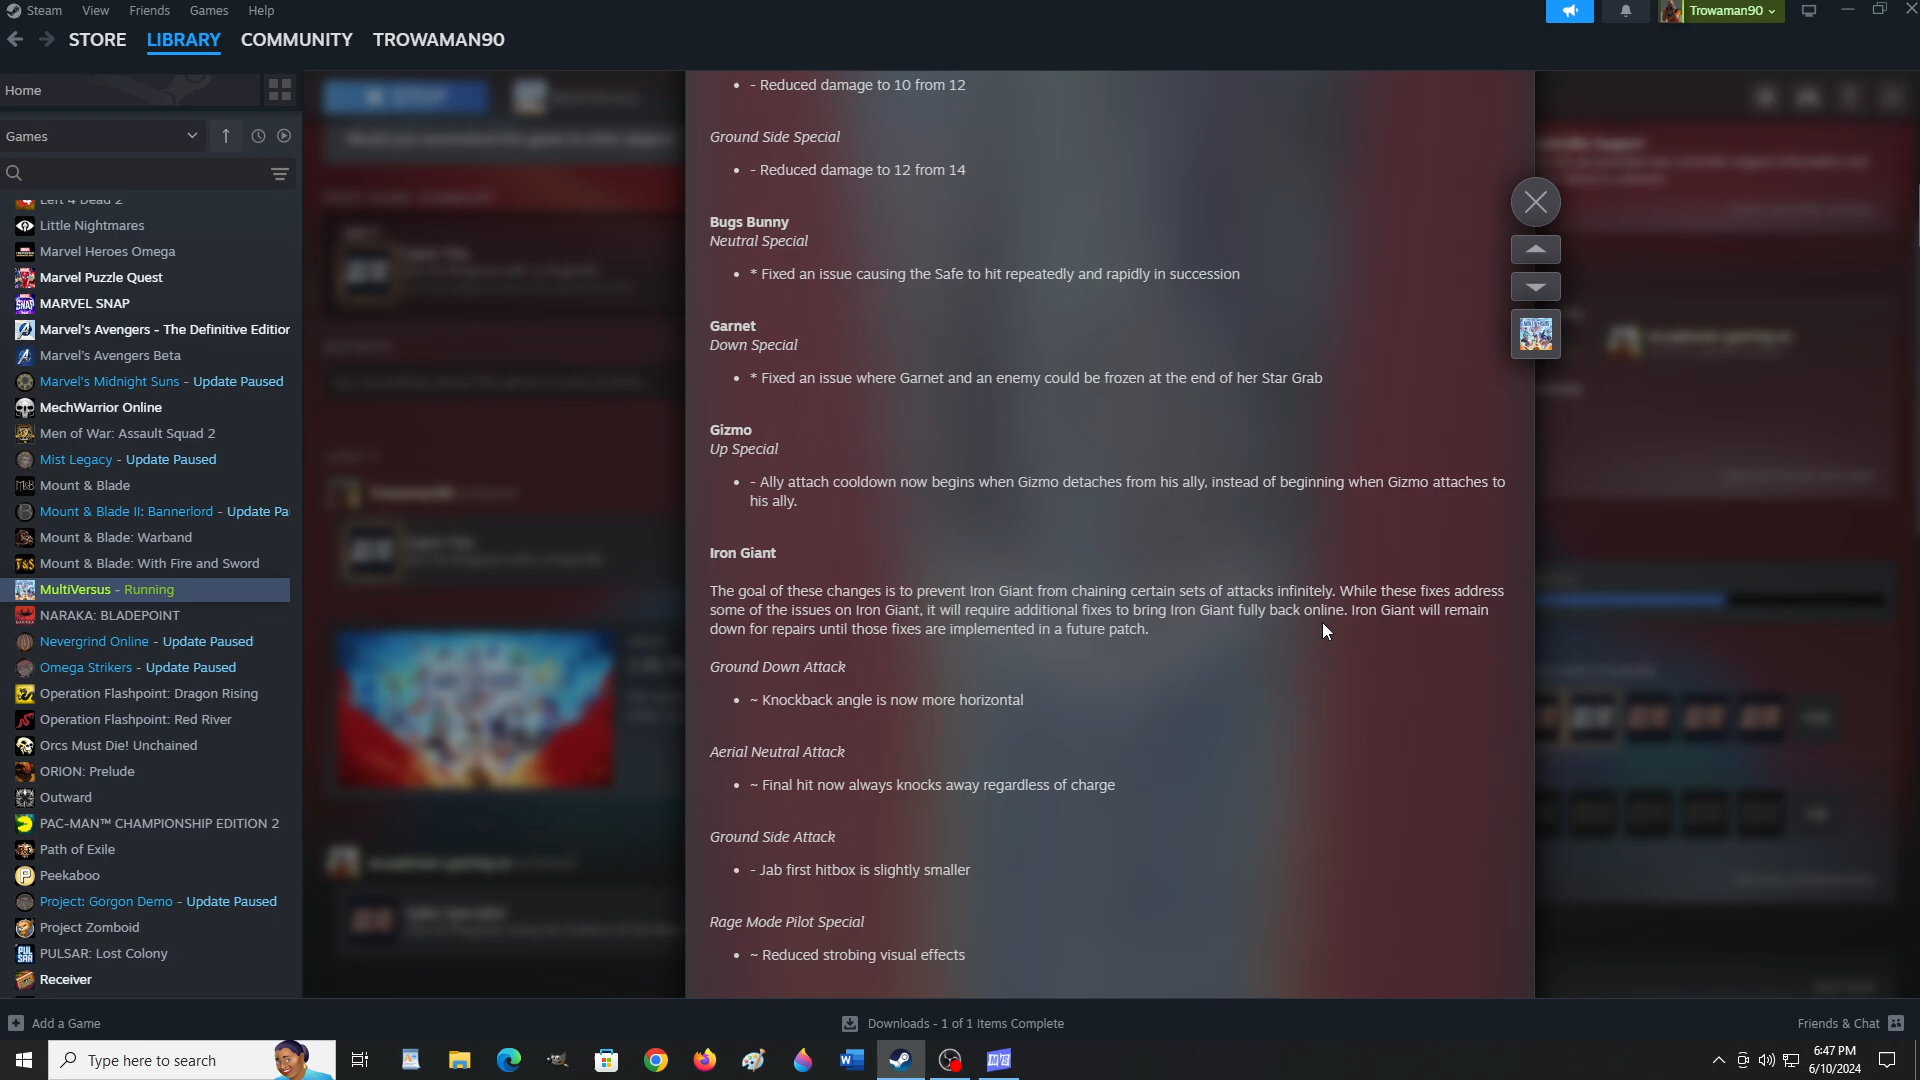 Steam View Friends Games Help Trowaman90
STORE LIBRARY COMMUNITY TROWAMAN90
Home
Games
Left 4 Dead 2
Little Nightmares
Marvel Heroes Omega
Marvel Puzzle Quest
MARVEL SNAP
Marvel's Avengers - The Definitive Edition
Marvel's Avengers Beta
Marvel's Midnight Suns - Update Paused
MechWarrior Online
Men of War: Assault Squad 2
Mist Legacy - Update Paused
Mount & Blade
Mount & Blade II: Bannerlord - Update Pa
Mount & Blade: Warband
Mount & Blade: With Fire and Sword
MultiVersus - Running
NARAKA: BLADEPOINT
Nevergrind Online - Update Paused
Omega Strikers - Update Paused
Operation Flashpoint: Dragon Rising
Operation Flashpoint: Red River
Orcs Must Die! Unchained
ORION: Prelude
Outward
PAC-MAN™ CHAMPIONSHIP EDITION 2
Path of Exile
Peekaboo
Project: Gorgon Demo - Update Paused
Project Zomboid
PULSAR: Lost Colony
Receiver
- Reduced damage to 10 from 12
Ground Side Special
- Reduced damage to 12 from 14
Bugs Bunny
Neutral Special
* Fixed an issue causing the Safe to hit repeatedly and rapidly in succession
Garnet
Down Special
* Fixed an issue where Garnet and an enemy could be frozen at the end of her Star Grab
Gizmo
Up Special
- Ally attach cooldown now begins when Gizmo detaches from his ally, instead of beginning when Gizmo attaches to
his ally.
Iron Giant
The goal of these changes is to prevent Iron Giant from chaining certain sets of attacks infinitely. While these fixes address
some of the issues on Iron Giant, it will require additional fixes to bring Iron Giant fully back online. Iron Giant will remain
down for repairs until those fixes are implemented in a future patch.
Ground Down Attack
~ Knockback angle is now more horizontal
Aerial Neutral Attack
~ Final hit now always knocks away regardless of charge
Ground Side Attack
- Jab first hitbox is slightly smaller
Rage Mode Pilot Special
~ Reduced strobing visual effects
Add a Game Downloads - 1 of 1 Items Complete Friends & Chat
Type here to search
6:47 PM
6/10/2024